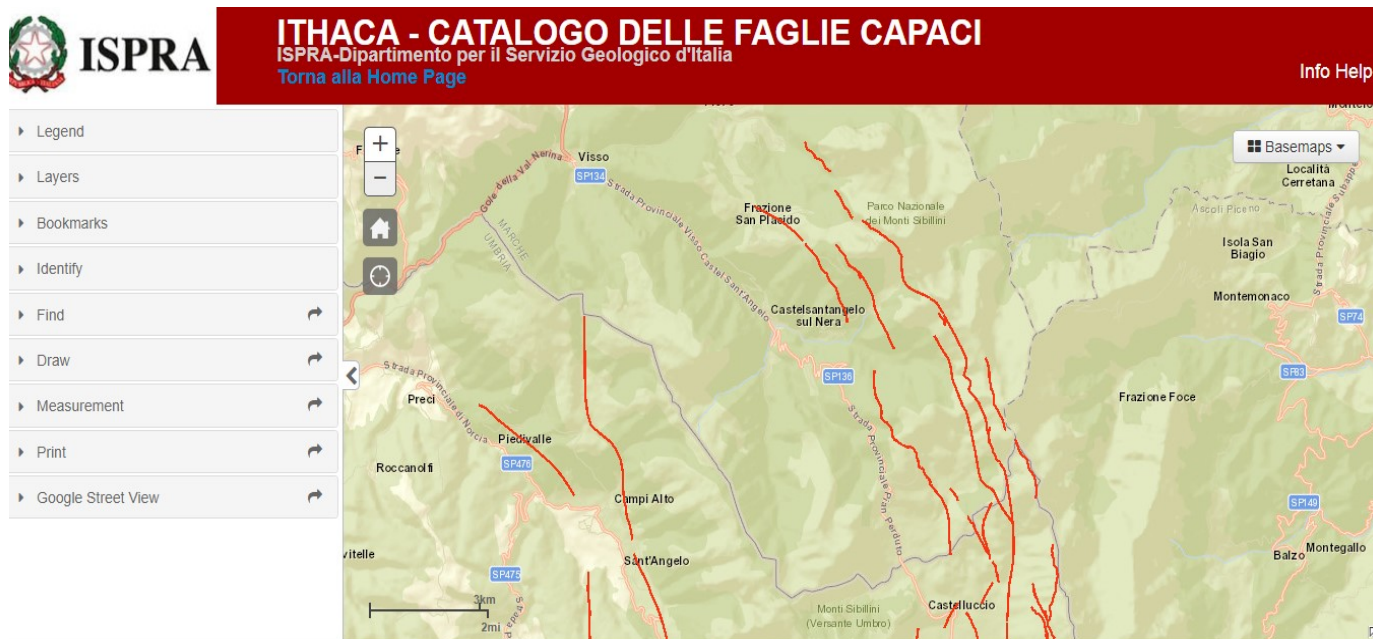 ISPRA
ITHACA - CATALOGO DELLE FAGLIE CAPACI
ISPRA-Dipartimento per il Servizio Geologico d'Italia
Torna alla Home Page
Info Help
Legend
Layers
Bookmarks
Identify
Find
Draw
Measurement
Print
Google Street View
+
−
Basemaps
Visso
SP134
Gole della Val Nerina
Strada Provinciale Visso Castel Sant'Angelo
MARCHE
UMBRIA
Frazione
San Placido
Parco Nazionale
dei Monti Sibillini
Località
Cerretana
Ascoli Piceno
Isola San
Biagio
Montemonaco
SP74
Castelsantangelo
sul Nera
SP136
SP83
Strada Provinciale di Norcia
Preci
Frazione Foce
Piedivalle
SP476
Roccanolfi
Campi Alto
Strada Provinciale Pian Perduto
SP149
vitelle
Sant'Angelo
Balzo
Montegallo
SP475
Strada
3km
2mi
Monti Sibillini
(Versante Umbro)
Castelluccio